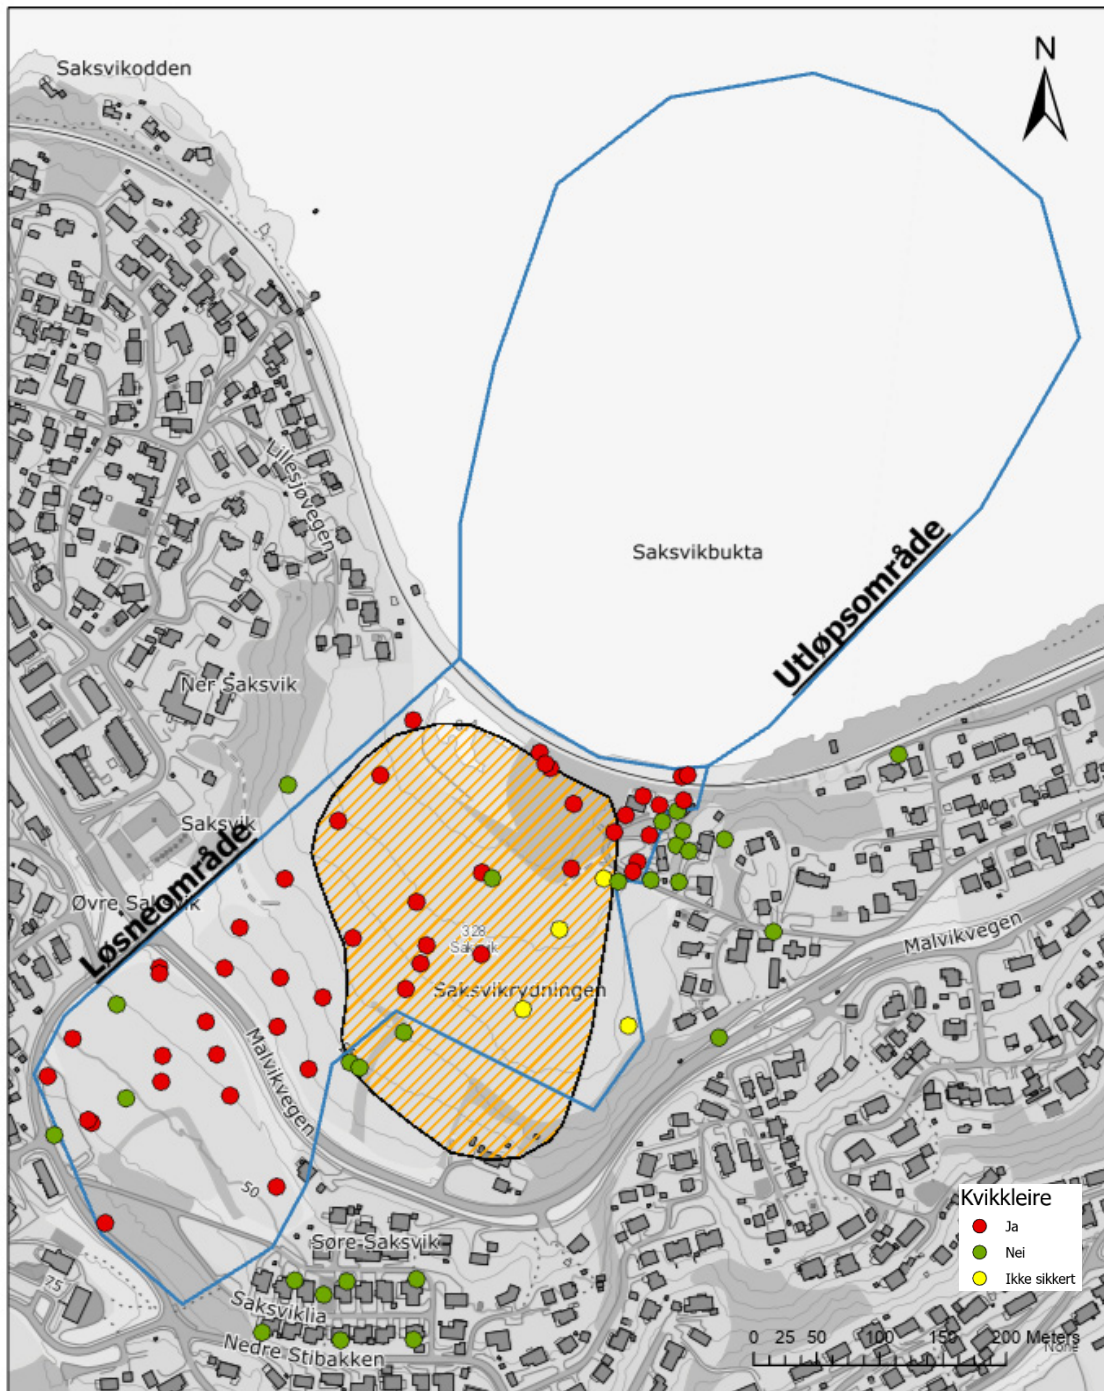 Saksvikodden
N
Lillesjøvegen
Saksvikbukta
Utløpsområde
Ner Saksvik
Saksvik
Øvre Saksvik
Løsneområde
328
Saksvik
Saksvikrydningen
Malvikvegen
Malvikvegen
50
Søre Saksvik
75
Saksviklia
Nedre Stibakken
Kvikkleire
Ja
Nei
Ikke sikkert
0 25 50 100 150 200 Meters
None